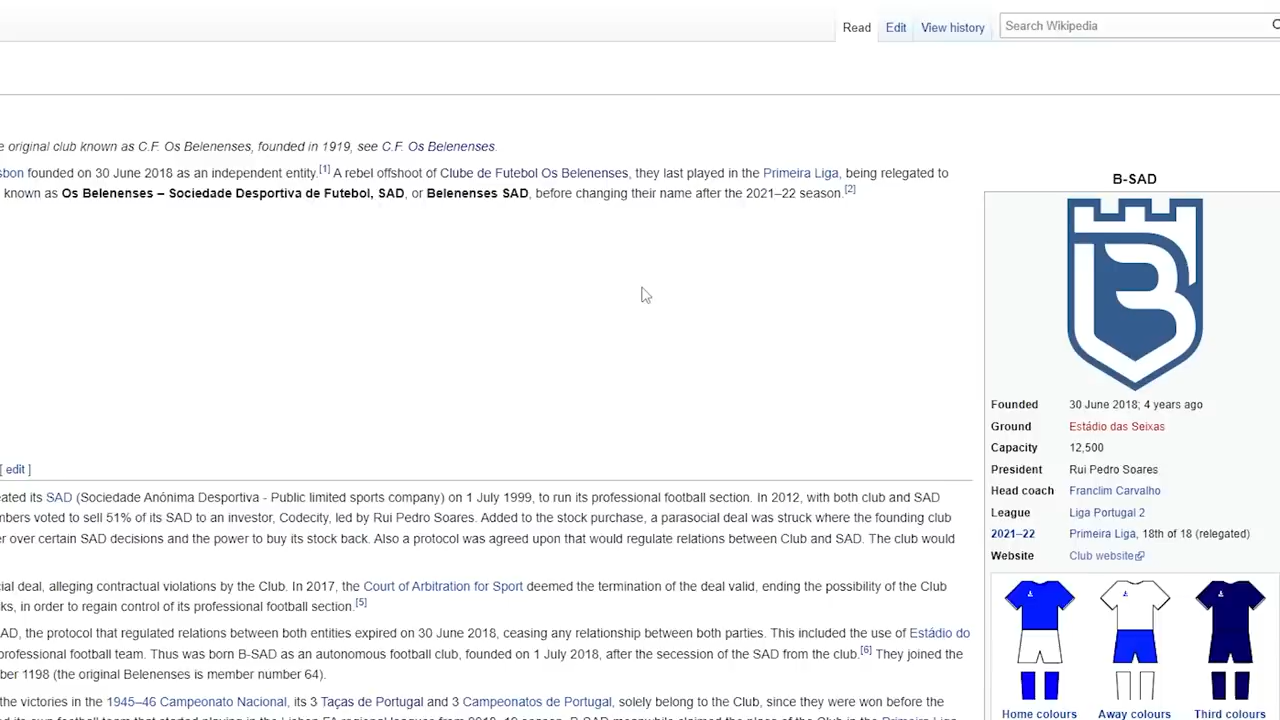 Read Edit View history Search Wikipedia
e original club known as C.F. Os Belenenses, founded in 1919, see C.F. Os Belenenses.
sbon founded on 30 June 2018 as an independent entity.[1] A rebel offshoot of Clube de Futebol Os Belenenses, they last played in the Primeira Liga, being relegated to
known as Os Belenenses – Sociedade Desportiva de Futebol, SAD, or Belenenses SAD, before changing their name after the 2021–22 season.[2]
B-SAD
Founded 30 June 2018; 4 years ago
Ground Estádio das Seixas
Capacity 12,500
President Rui Pedro Soares
Head coach Franclim Carvalho
League Liga Portugal 2
2021–22 Primeira Liga, 18th of 18 (relegated)
Website Club website
Home colours Away colours Third colours
[ edit ]
ated its SAD (Sociedade Anónima Desportiva - Public limited sports company) on 1 July 1999, to run its professional football section. In 2012, with both club and SAD
nbers voted to sell 51% of its SAD to an investor, Codecity, led by Rui Pedro Soares. Added to the stock purchase, a parasocial deal was struck where the founding club
r over certain SAD decisions and the power to buy its stock back. Also a protocol was agreed upon that would regulate relations between Club and SAD. The club would
cial deal, alleging contractual violations by the Club. In 2017, the Court of Arbitration for Sport deemed the termination of the deal valid, ending the possibility of the Club
ks, in order to regain control of its professional football section.[5]
AD, the protocol that regulated relations between both entities expired on 30 June 2018, ceasing any relationship between both parties. This included the use of Estádio do
professional football team. Thus was born B-SAD as an autonomous football club, founded on 1 July 2018, after the secession of the SAD from the club.[6] They joined the
ber 1198 (the original Belenenses is member number 64).
the victories in the 1945–46 Campeonato Nacional, its 3 Taças de Portugal and 3 Campeonatos de Portugal, solely belong to the Club, since they were won before the